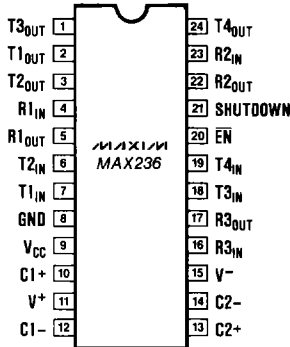 T3OUT 1 24 T4OUT
T1OUT 2 23 R2IN
T2OUT 3 22 R2OUT
R1IN 4 21 SHUTDOWN
R1OUT 5 20 EN
MAXIM
T2IN 6 MAX236 19 T4IN
T1IN 7 18 T3IN
GND 8 17 R3OUT
VCC 9 16 R3IN
C1+ 10 15 V−
V+ 11 14 C2−
C1− 12 13 C2+